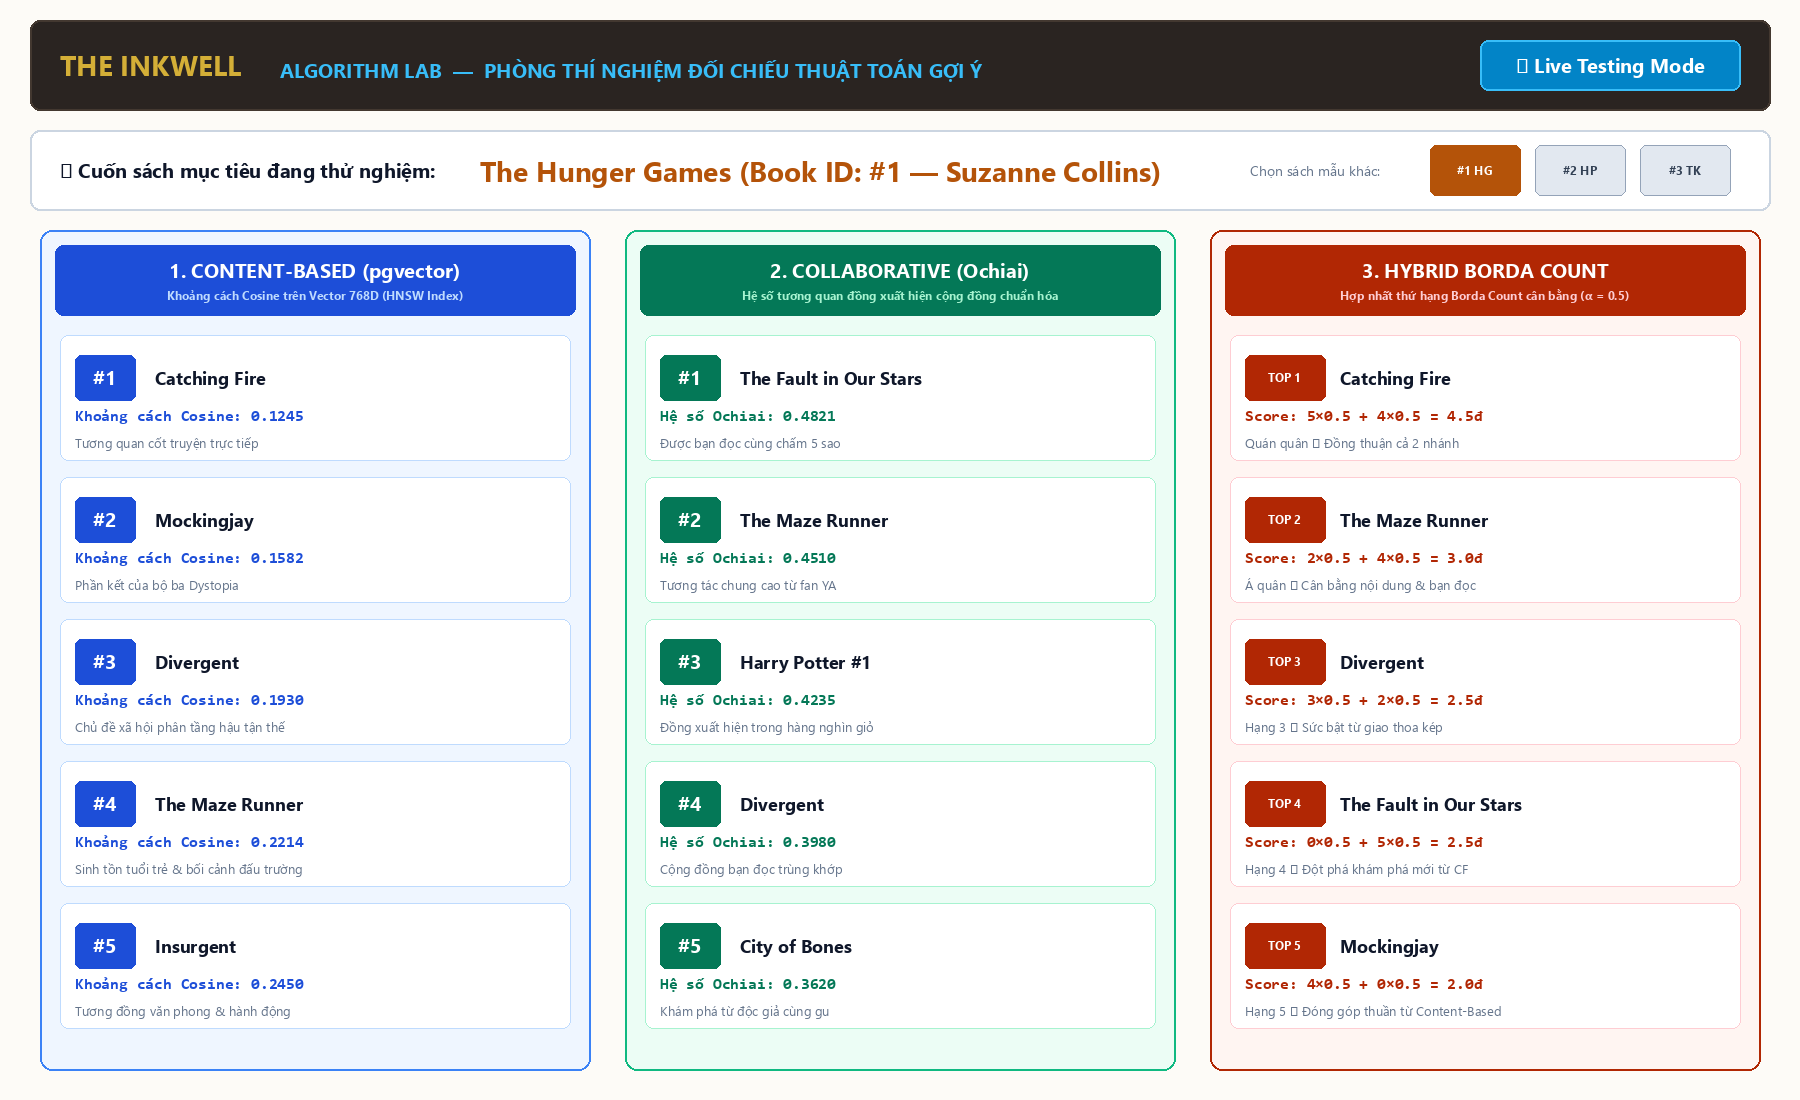 THE INKWELL
ALGORITHM LAB — PHÒNG THÍ NGHIỆM ĐỐI CHIẾU THUẬT TOÁN GỢI Ý
Live Testing Mode
Cuốn sách mục tiêu đang thử nghiệm:
The Hunger Games (Book ID: #1 — Suzanne Collins)
Chọn sách mẫu khác:
#1 HG
#2 HP
#3 TK
1. CONTENT-BASED (pgvector)
Khoảng cách Cosine trên Vector 768D (HNSW Index)
#1 Catching Fire
Khoảng cách Cosine: 0.1245
Tương quan cốt truyện trực tiếp
#2 Mockingjay
Khoảng cách Cosine: 0.1582
Phần kết của bộ ba Dystopia
#3 Divergent
Khoảng cách Cosine: 0.1930
Chủ đề xã hội phân tầng hậu tận thế
#4 The Maze Runner
Khoảng cách Cosine: 0.2214
Sinh tồn tuổi trẻ & bối cảnh đấu trường
#5 Insurgent
Khoảng cách Cosine: 0.2450
Tương đồng văn phong & hành động
2. COLLABORATIVE (Ochiai)
Hệ số tương quan đồng xuất hiện cộng đồng chuẩn hóa
#1 The Fault in Our Stars
Hệ số Ochiai: 0.4821
Được bạn đọc cùng chấm 5 sao
#2 The Maze Runner
Hệ số Ochiai: 0.4510
Tương tác chung cao từ fan YA
#3 Harry Potter #1
Hệ số Ochiai: 0.4235
Đồng xuất hiện trong hàng nghìn giỏ
#4 Divergent
Hệ số Ochiai: 0.3980
Cộng đồng bạn đọc trùng khớp
#5 City of Bones
Hệ số Ochiai: 0.3620
Khám phá từ độc giả cùng gu
3. HYBRID BORDA COUNT
Hợp nhất thứ hạng Borda Count cân bằng (α = 0.5)
TOP 1 Catching Fire
Score: 5×0.5 + 4×0.5 = 4.5đ
Quán quân Đồng thuận cả 2 nhánh
TOP 2 The Maze Runner
Score: 2×0.5 + 4×0.5 = 3.0đ
Á quân Cân bằng nội dung & bạn đọc
TOP 3 Divergent
Score: 3×0.5 + 2×0.5 = 2.5đ
Hạng 3 Sức bật từ giao thoa kép
TOP 4 The Fault in Our Stars
Score: 0×0.5 + 5×0.5 = 2.5đ
Hạng 4 Đột phá khám phá mới từ CF
TOP 5 Mockingjay
Score: 4×0.5 + 0×0.5 = 2.0đ
Hạng 5 Đóng góp thuần từ Content-Based